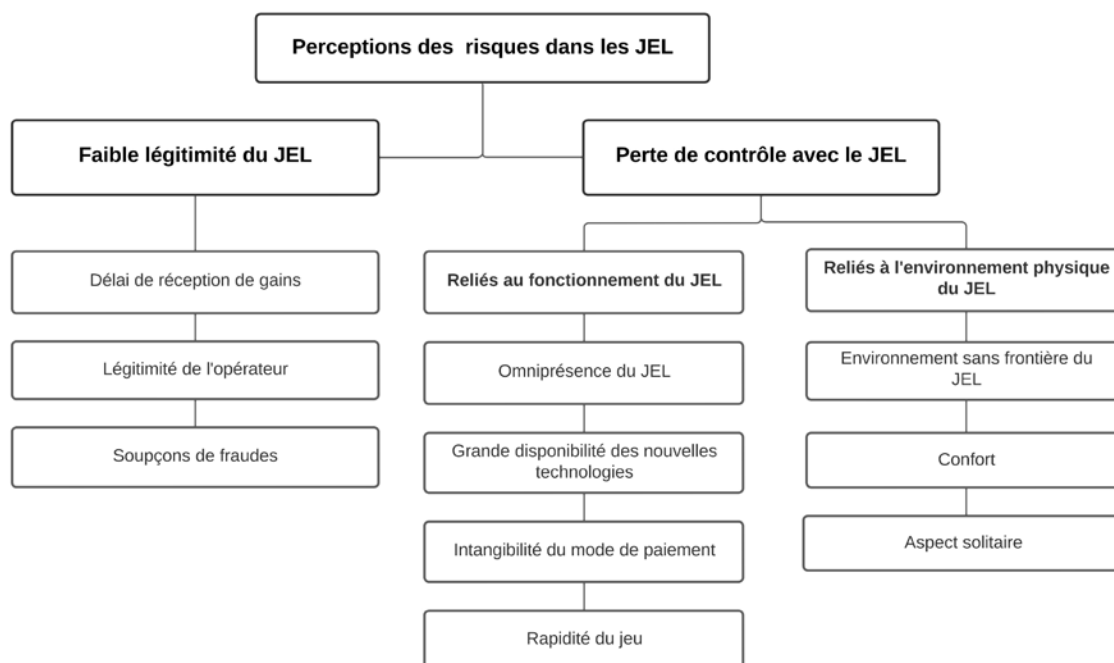 Perceptions des risques dans les JEL
Faible légitimité du JEL
Perte de contrôle avec le JEL
Délai de réception de gains
Légitimité de l'opérateur
Soupçons de fraudes
Reliés au fonctionnement du JEL
Omniprésence du JEL
Grande disponibilité des nouvelles
technologies
Intangibilité du mode de paiement
Rapidité du jeu
Reliés à l'environnement physique
du JEL
Environnement sans frontière du
JEL
Confort
Aspect solitaire